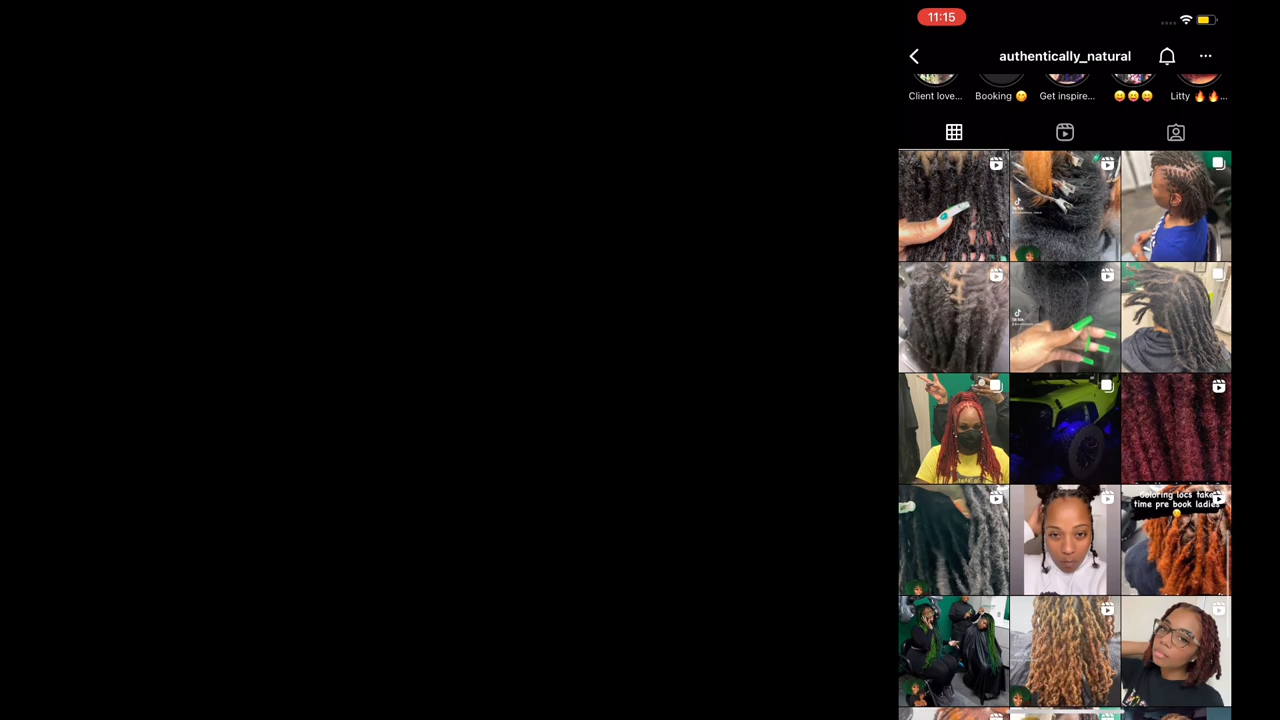 11:15
authentically_natural
Client love...
Booking 😋
Get inspire...
😝😝😝
Litty 🔥🔥...
Coloring locs take
time pre book ladies